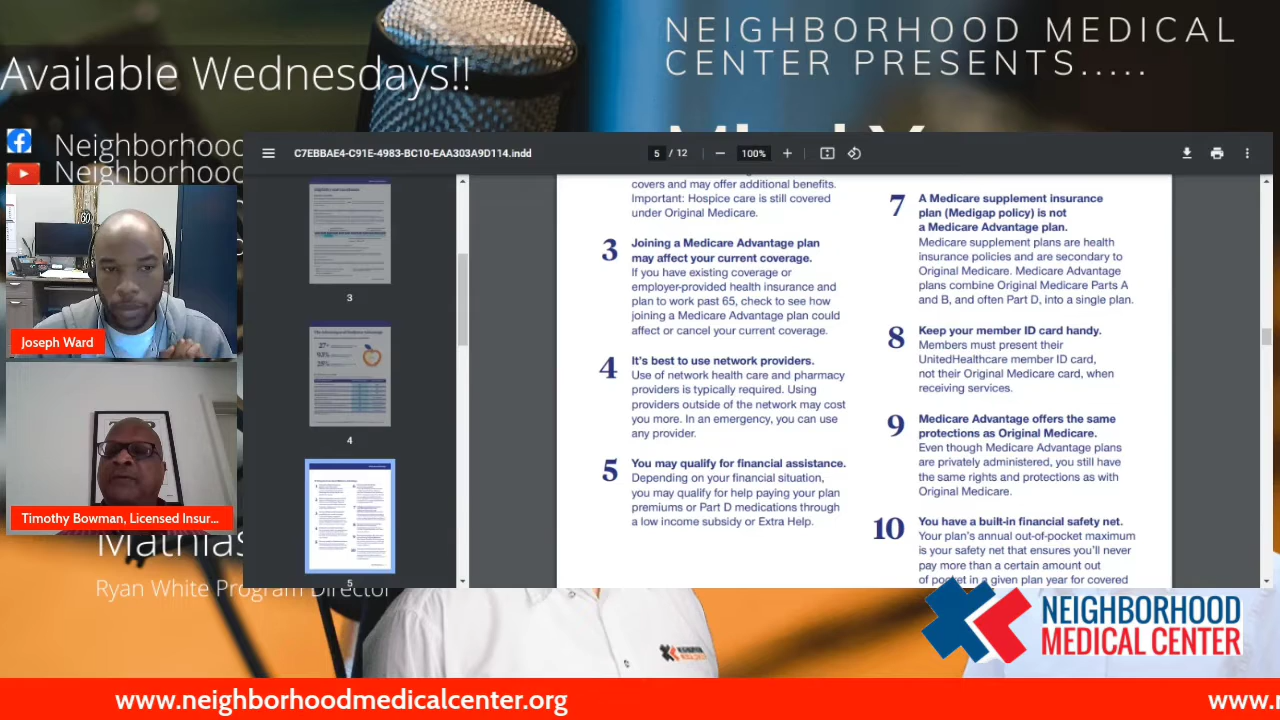 Available Wednesdays!!
Neighborhood
Neighborhood
NEIGHBORHOOD MEDICAL
CENTER PRESENTS.....
C7EBBAE4-C91E-4983-BC10-EAA303A9D114.indd
5 / 12
100%
3
4
5
covers and may offer additional benefits.
Important: Hospice care is still covered
under Original Medicare.
3
Joining a Medicare Advantage plan
may affect your current coverage.
If you have existing coverage or
employer-provided health insurance and
plan to work past 65, check to see how
joining a Medicare Advantage plan could
affect or cancel your current coverage.
4
It's best to use network providers.
Use of network health care and pharmacy
providers is typically required. Using
providers outside of the network may cost
you more. In an emergency, you can use
any provider.
5
You may qualify for financial assistance.
Depending on your financial situation,
you may qualify for help paying your plan
premiums or Part D medications through
a low income subsidy or Extra Help.
7
A Medicare supplement insurance
plan (Medigap policy) is not
a Medicare Advantage plan.
Medicare supplement plans are health
insurance policies and are secondary to
Original Medicare. Medicare Advantage
plans combine Original Medicare Parts A
and B, and often Part D, into a single plan.
8
Keep your member ID card handy.
Members must present their
UnitedHealthcare member ID card,
not their Original Medicare card, when
receiving services.
9
Medicare Advantage offers the same
protections as Original Medicare.
Even though Medicare Advantage plans
are privately administered, you still have
the same rights and protections as with
Original Medicare.
10
You have a built-in financial safety net.
Your plan's annual out-of-pocket maximum
is your safety net that ensures you'll never
pay more than a certain amount out
of pocket in a given plan year for covered
60
Joseph Ward
Timothy Bowman, Licensed Insur...
Mathias
Ryan White Program Director
NEIGHBORHOOD
MEDICAL CENTER
www.neighborhoodmedicalcenter.org
www.n